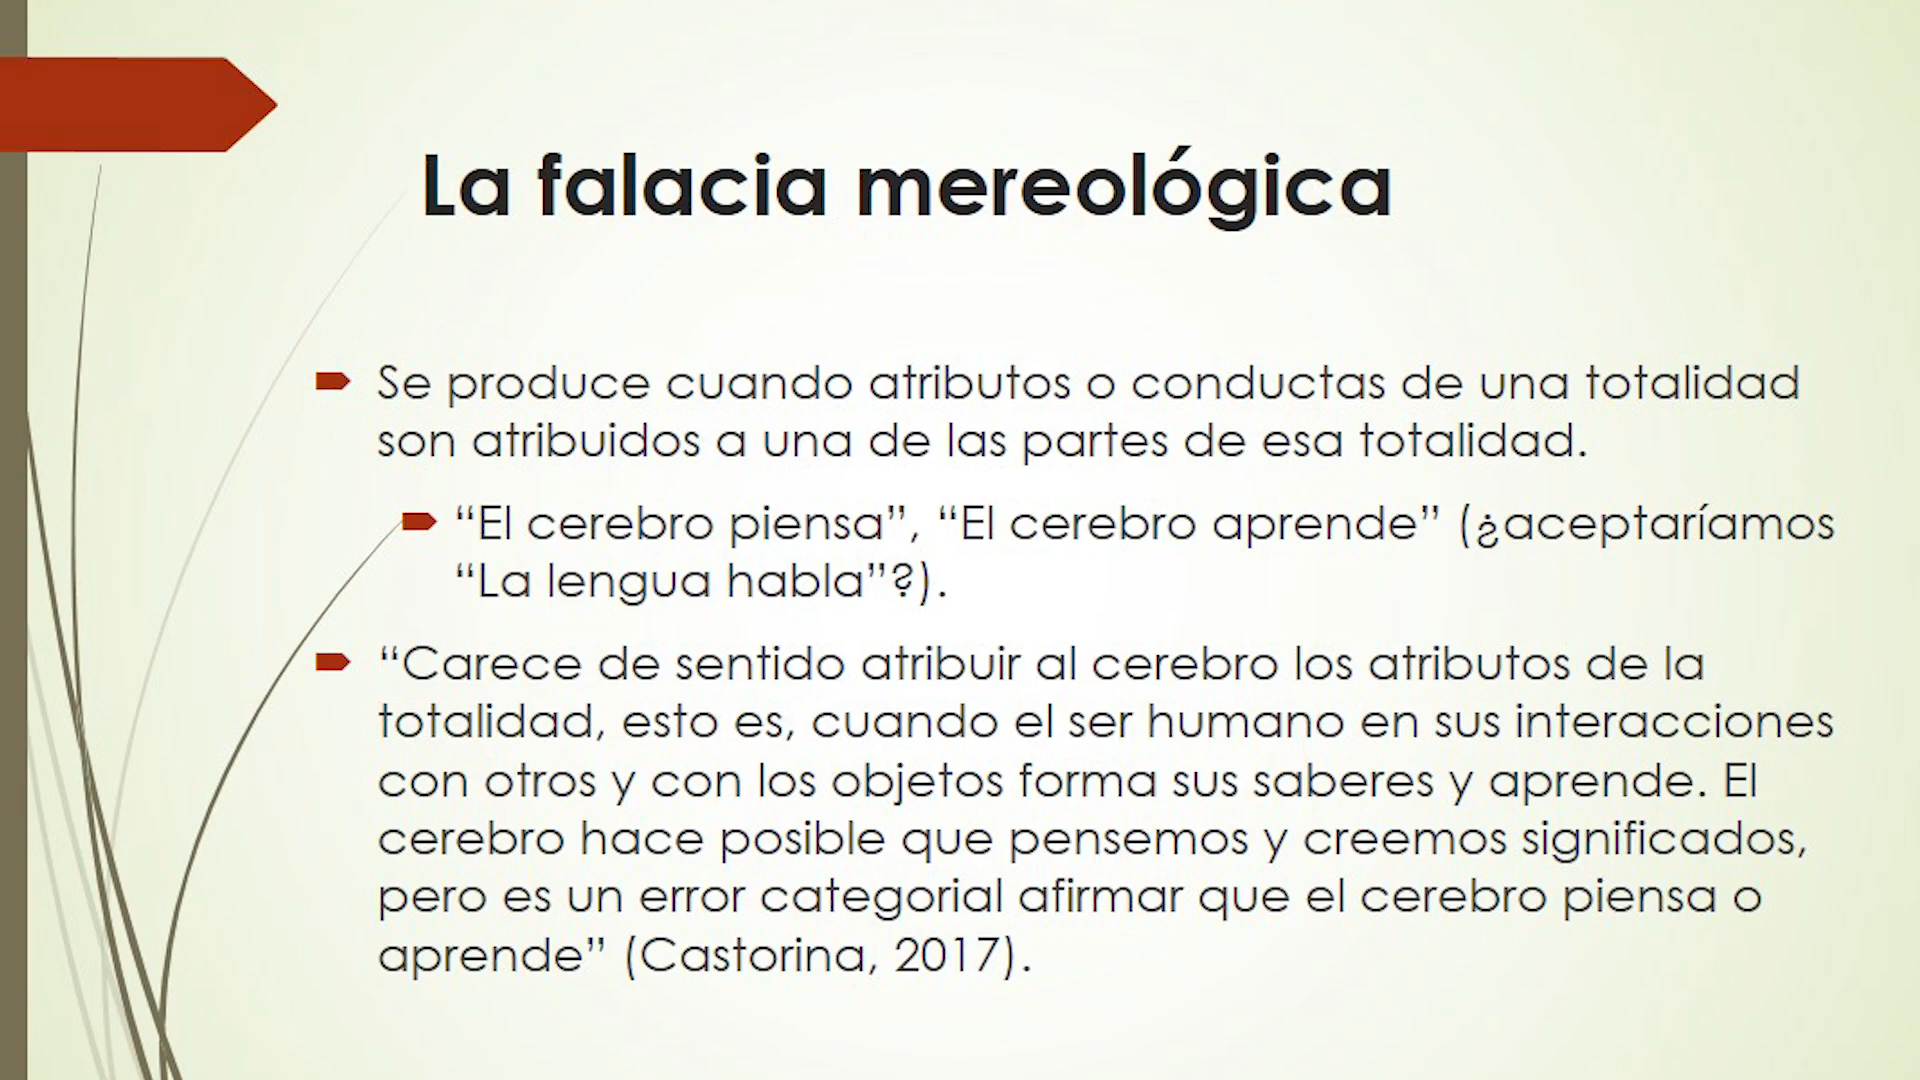 La falacia mereológica
Se produce cuando atributos o conductas de una totalidad
son atribuidos a una de las partes de esa totalidad.
“El cerebro piensa”, “El cerebro aprende” (¿aceptaríamos
“La lengua habla”?).
“Carece de sentido atribuir al cerebro los atributos de la
totalidad, esto es, cuando el ser humano en sus interacciones
con otros y con los objetos forma sus saberes y aprende. El
cerebro hace posible que pensemos y creemos significados,
pero es un error categorial afirmar que el cerebro piensa o
aprende” (Castorina, 2017).